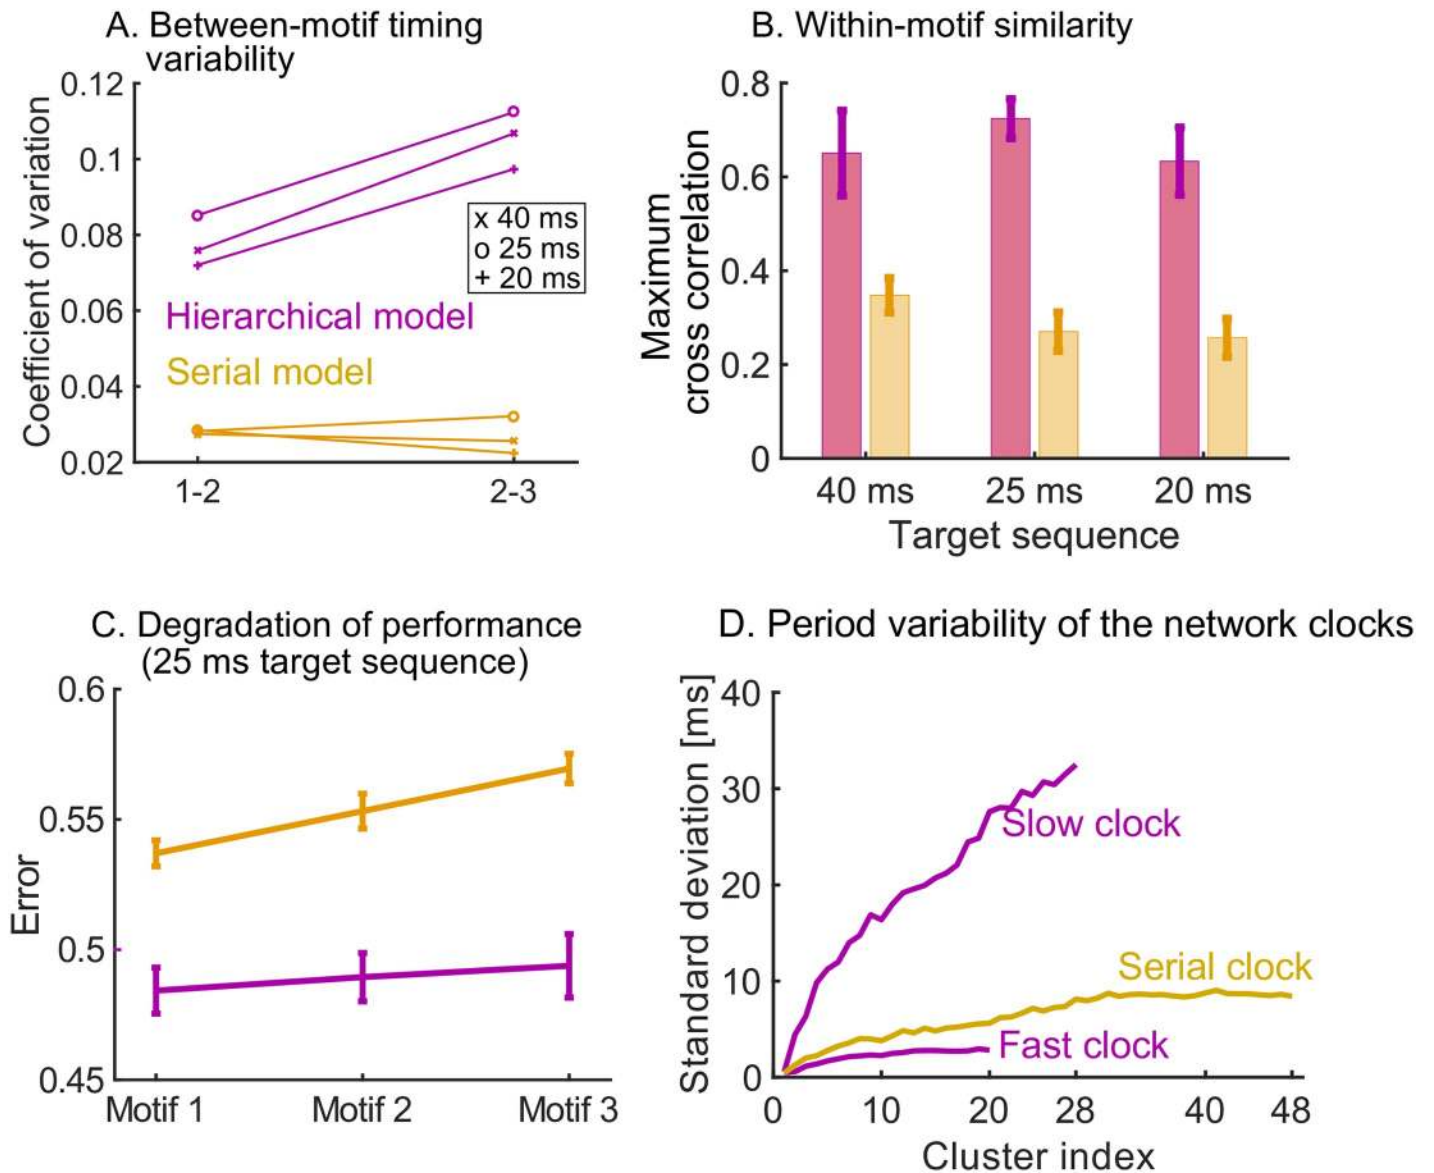 A. Between-motif timing
variability
Coefficient of variation
0.12
0.1
0.08
0.06
0.04
0.02
x 40 ms
o 25 ms
+ 20 ms
Hierarchical model
Serial model
1-2
2-3
B. Within-motif similarity
Maximum
cross correlation
0.8
0.6
0.4
0.2
0
40 ms
25 ms
20 ms
Target sequence
C. Degradation of performance
(25 ms target sequence)
Error
0.6
0.55
0.5
0.45
Motif 1
Motif 2
Motif 3
D. Period variability of the network clocks
Standard deviation [ms]
40
30
20
10
0
Slow clock
Serial clock
Fast clock
0
10
20
28
40
48
Cluster index